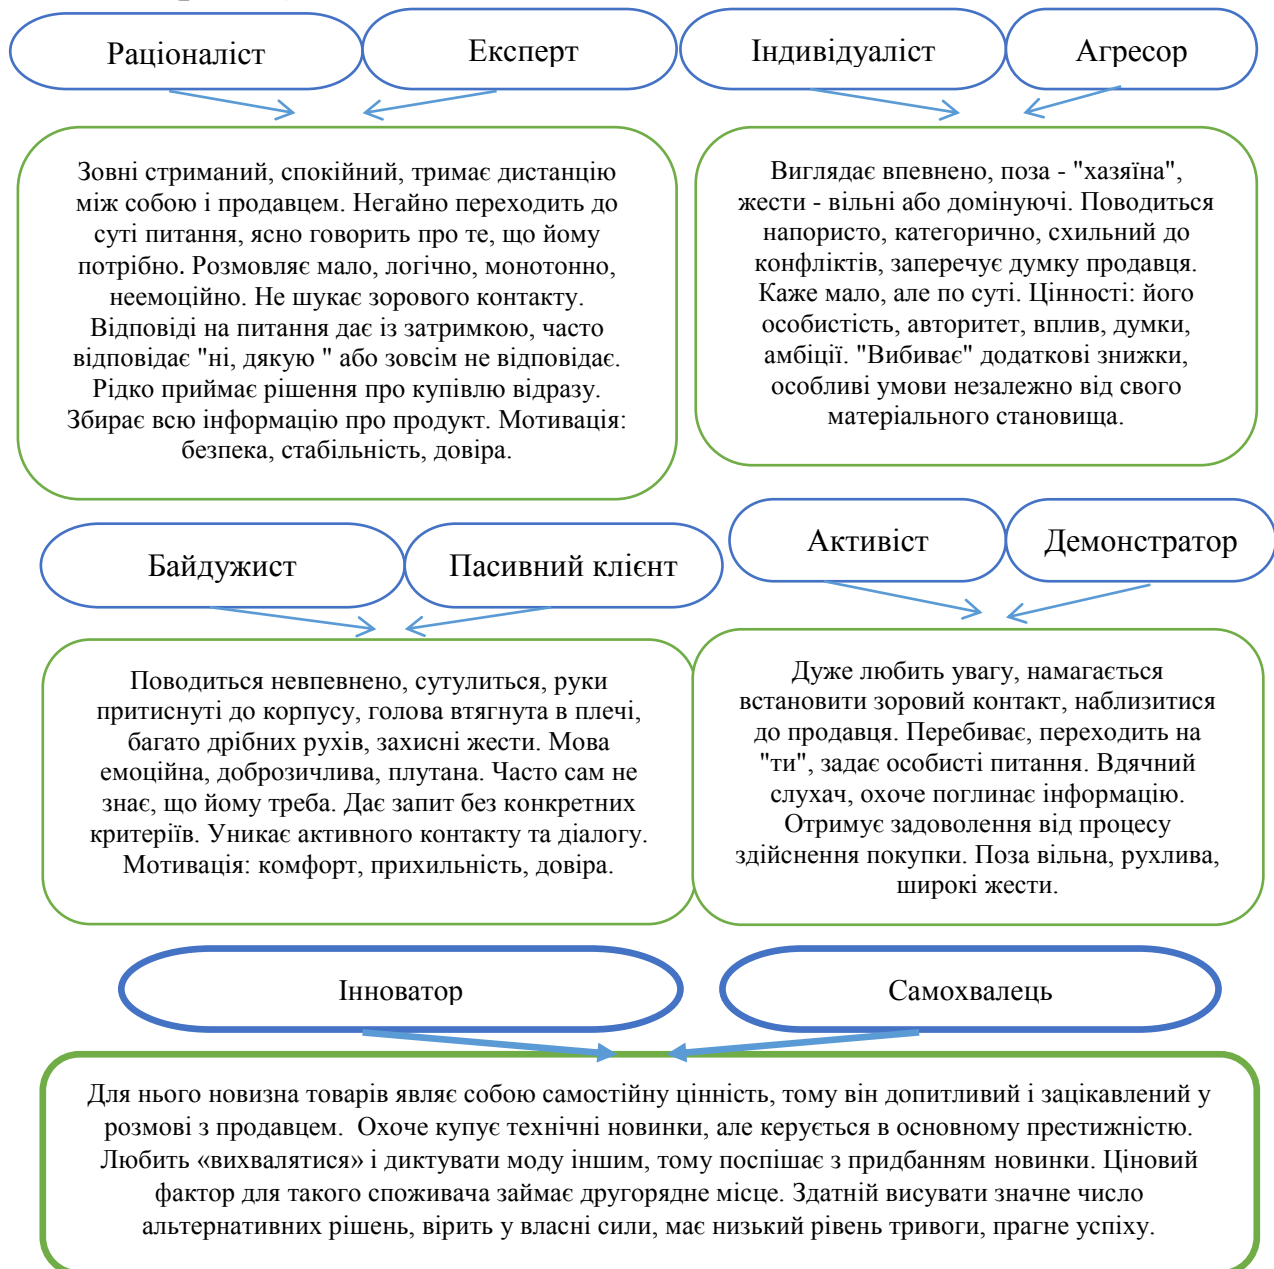 Раціоналіст
Експерт
Зовні стриманий, спокійний, тримає дистанцію
між собою і продавцем. Негайно переходить до
суті питання, ясно говорить про те, що йому
потрібно. Розмовляє мало, логічно, монотонно,
неемоційно. Не шукає зорового контакту.
Відповіді на питання дає із затримкою, часто
відповідає "ні, дякую " або зовсім не відповідає.
Рідко приймає рішення про купівлю відразу.
Збирає всю інформацію про продукт. Мотивація:
безпека, стабільність, довіра.
Індивідуаліст
Агресор
Виглядає впевнено, поза - "хазяїна",
жести - вільні або домінуючі. Поводиться
напористо, категорично, схильний до
конфліктів, заперечує думку продавця.
Каже мало, але по суті. Цінності: його
особистість, авторитет, вплив, думки,
амбіції. "Вибиває" додаткові знижки,
особливі умови незалежно від свого
матеріального становища.
Байдужист
Пасивний клієнт
Поводиться невпевнено, сутулиться, руки
притиснуті до корпусу, голова втягнута в плечі,
багато дрібних рухів, захисні жести. Мова
емоційна, доброзичлива, плутана. Часто сам не
знає, що йому треба. Дає запит без конкретних
критеріїв. Уникає активного контакту та діалогу.
Мотивація: комфорт, прихильність, довіра.
Активіст
Демонстратор
Дуже любить увагу, намагається
встановити зоровий контакт, наблизитися
до продавця. Перебиває, переходить на
"ти", задає особисті питання. Вдячний
слухач, охоче поглинає інформацію.
Отримує задоволення від процесу
здійснення покупки. Поза вільна, рухлива,
широкі жести.
Інноватор
Самохвалець
Для нього новизна товарів являє собою самостійну цінність, тому він допитливий і зацікавлений у
розмові з продавцем.  Охоче купує технічні новинки, але керується в основному престижністю.
Любить «вихвалятися» і диктувати моду іншим, тому поспішає з придбанням новинки. Ціновий
фактор для такого споживача займає другорядне місце. Здатній висувати значне число
альтернативних рішень, вірить у власні сили, має низький рівень тривоги, прагне успіху.